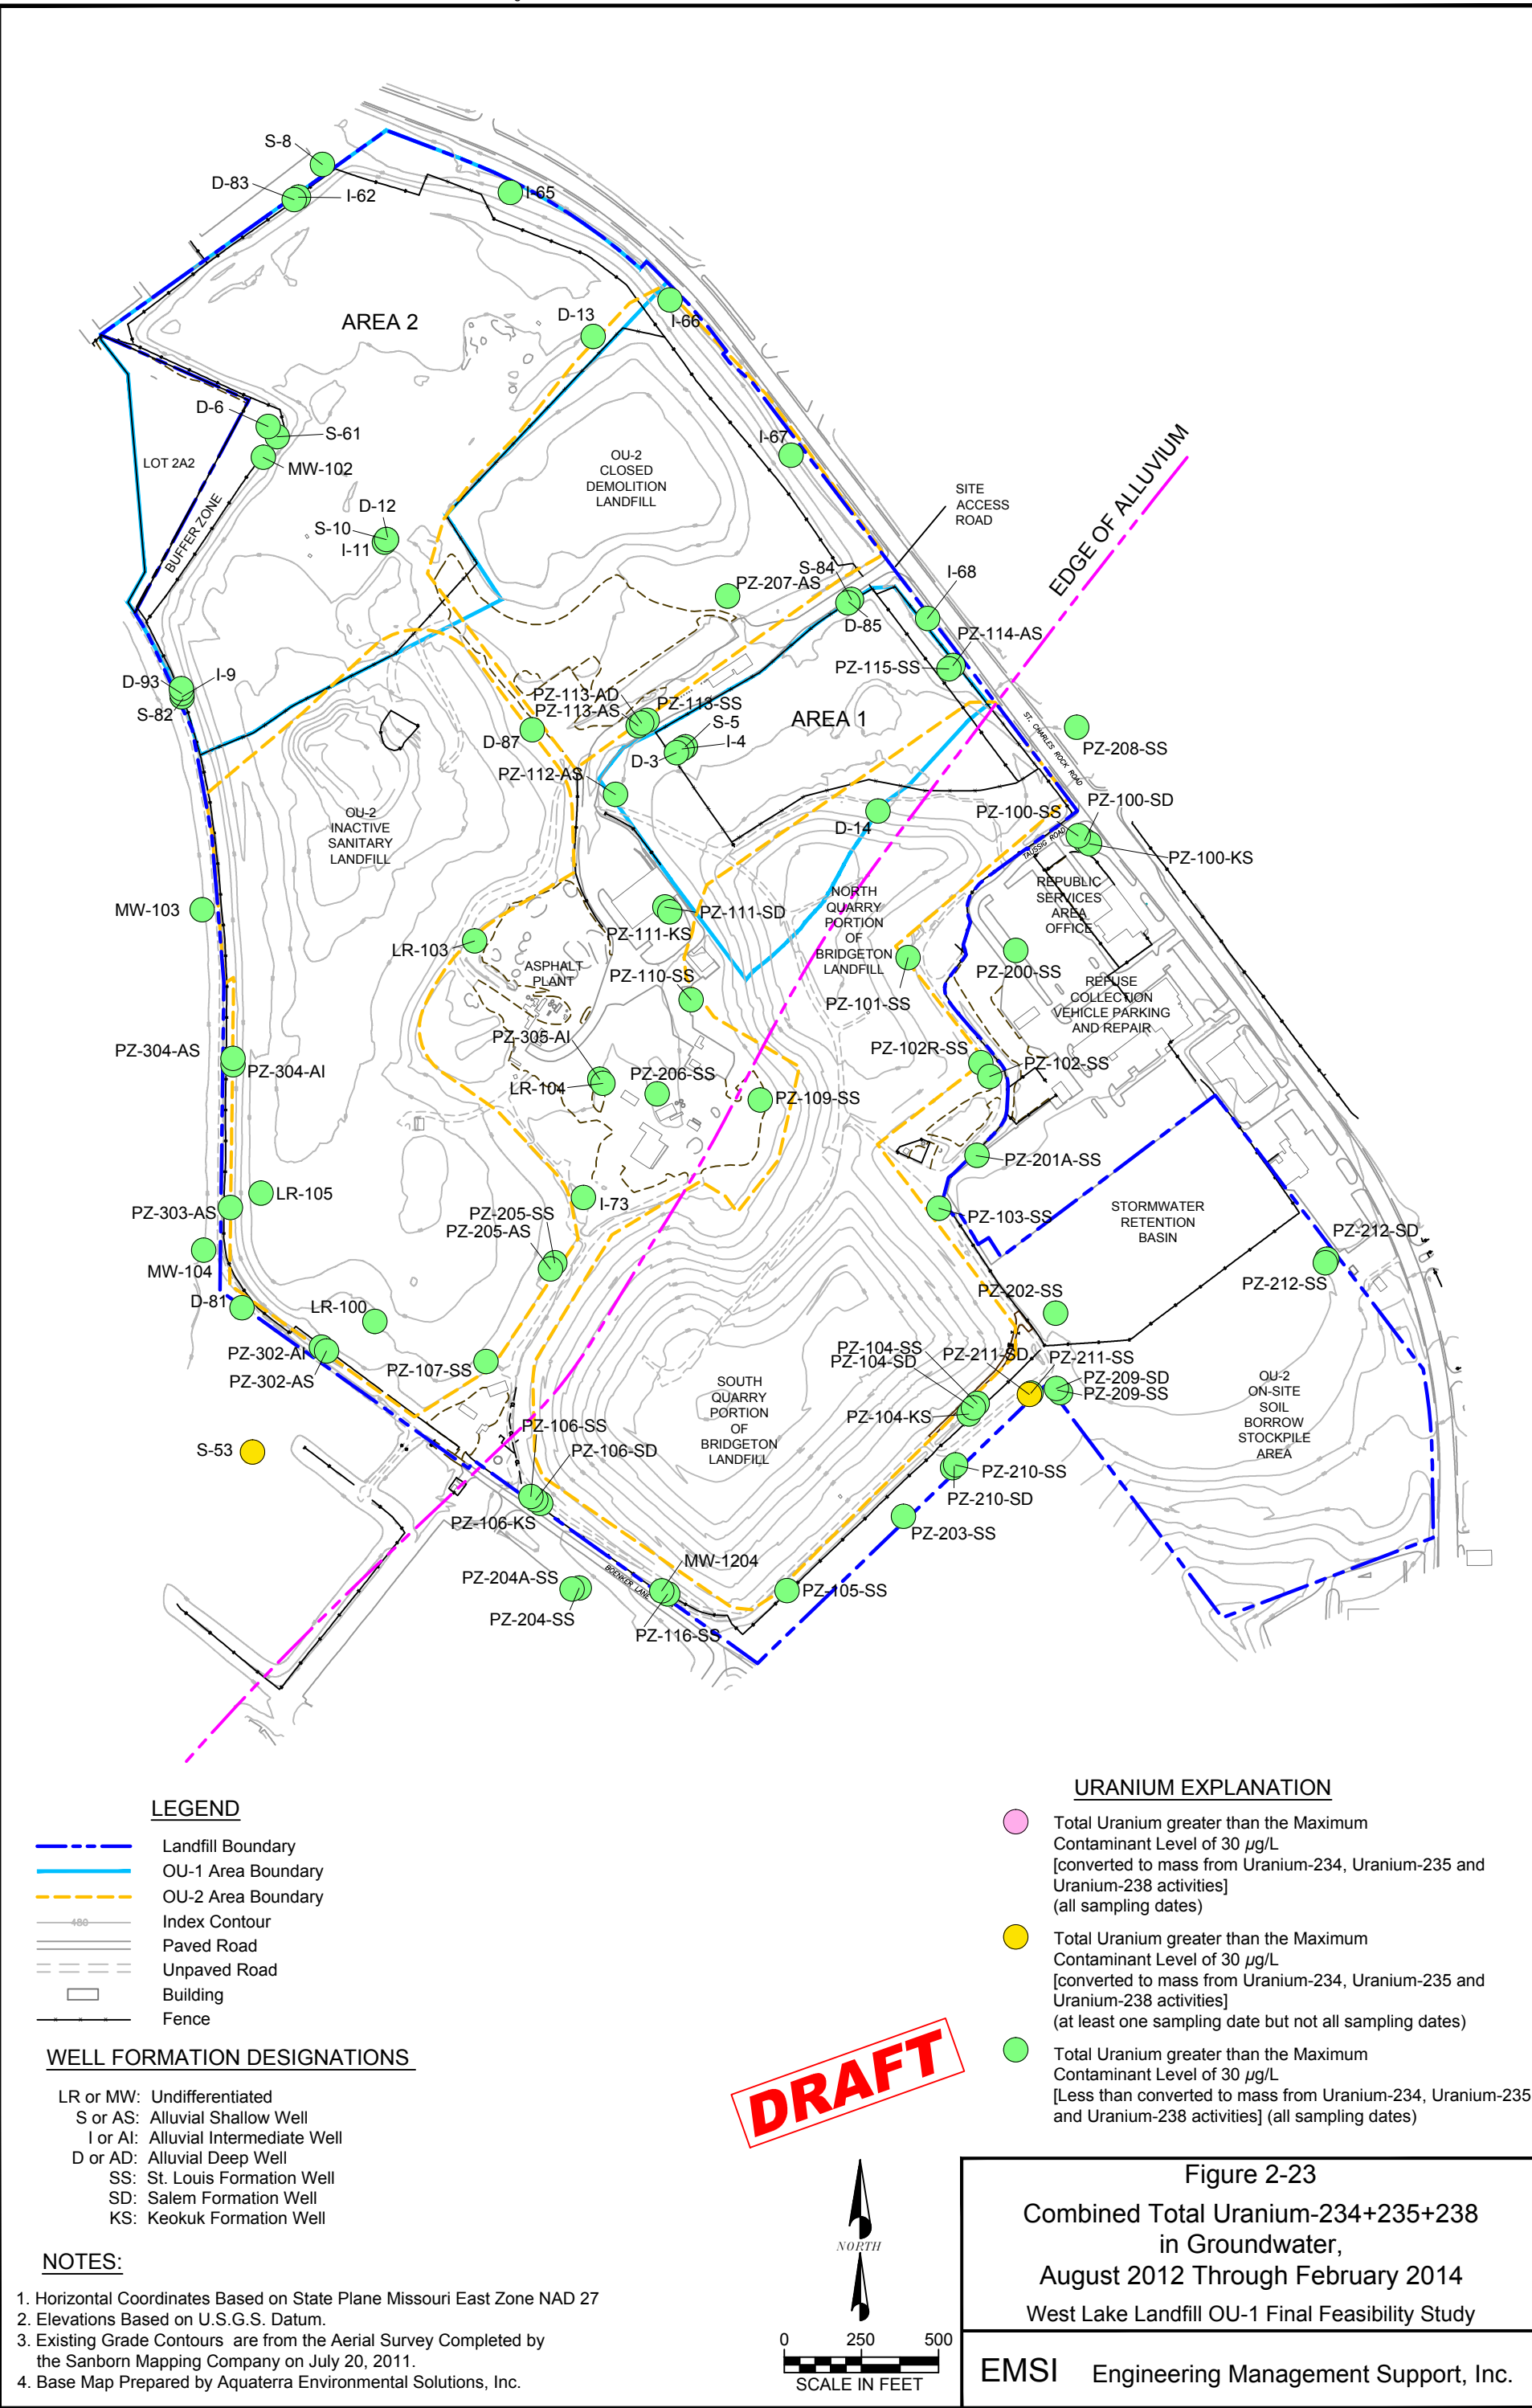 S-8
D-83
I-62
I-65
AREA 2
D-13
I-66
D-6
S-61
LOT 2A2
MW-102
I-67
OU-2
CLOSED
DEMOLITION
LANDFILL
EDGE OF ALLUVIUM
SITE
ACCESS
ROAD
BUFFER ZONE
D-12
S-10
I-11
S-84
PZ-207-AS
I-68
D-85
PZ-114-AS
PZ-115-SS
D-93
I-9
S-82
PZ-113-AD
PZ-113-SS
PZ-113-AS
S-5
AREA 1
D-87
I-4
D-3
ST. CHARLES ROCK ROAD
PZ-208-SS
PZ-112-AS
PZ-100-SD
PZ-100-SS
D-14
OU-2
INACTIVE
SANITARY
LANDFILL
TAUSSIG ROAD
PZ-100-KS
REPUBLIC
SERVICES
AREA
OFFICE
NORTH
QUARRY
PORTION
OF
BRIDGETON
LANDFILL
MW-103
PZ-111-SD
PZ-111-KS
LR-103
ASPHALT
PLANT
PZ-110-SS
PZ-200-SS
PZ-101-SS
REFUSE
COLLECTION
VEHICLE PARKING
AND REPAIR
PZ-305-AI
PZ-102R-SS
PZ-304-AS
PZ-304-AI
PZ-102-SS
PZ-206-SS
LR-104
PZ-109-SS
PZ-201A-SS
LR-105
I-73
PZ-303-AS
PZ-205-SS
PZ-205-AS
PZ-103-SS
STORMWATER
RETENTION
BASIN
PZ-212-SD
MW-104
PZ-212-SS
D-81
LR-100
PZ-202-SS
PZ-302-AI
PZ-302-AS
PZ-107-SS
PZ-104-SS
PZ-104-SD
PZ-211-SD
PZ-211-SS
PZ-209-SD
PZ-209-SS
SOUTH
QUARRY
PORTION
OF
BRIDGETON
LANDFILL
PZ-104-KS
OU-2
ON-SITE
SOIL
BORROW
STOCKPILE
AREA
S-53
PZ-106-SS
PZ-106-SD
PZ-210-SS
PZ-210-SD
PZ-106-KS
PZ-203-SS
MW-1204
BOENKER LANE
PZ-204A-SS
PZ-204-SS
PZ-105-SS
PZ-116-SS
LEGEND
Landfill Boundary
OU-1 Area Boundary
OU-2 Area Boundary
480 Index Contour
Paved Road
Unpaved Road
Building
Fence
WELL FORMATION DESIGNATIONS
LR or MW: Undifferentiated
S or AS: Alluvial Shallow Well
I or AI: Alluvial Intermediate Well
D or AD: Alluvial Deep Well
SS: St. Louis Formation Well
SD: Salem Formation Well
KS: Keokuk Formation Well
NOTES:
1. Horizontal Coordinates Based on State Plane Missouri East Zone NAD 27
2. Elevations Based on U.S.G.S. Datum.
3. Existing Grade Contours are from the Aerial Survey Completed by
the Sanborn Mapping Company on July 20, 2011.
4. Base Map Prepared by Aquaterra Environmental Solutions, Inc.
URANIUM EXPLANATION
Total Uranium greater than the Maximum
Contaminant Level of 30 µg/L
[converted to mass from Uranium-234, Uranium-235 and
Uranium-238 activities]
(all sampling dates)
Total Uranium greater than the Maximum
Contaminant Level of 30 µg/L
[converted to mass from Uranium-234, Uranium-235 and
Uranium-238 activities]
(at least one sampling date but not all sampling dates)
Total Uranium greater than the Maximum
Contaminant Level of 30 µg/L
[Less than converted to mass from Uranium-234, Uranium-235
and Uranium-238 activities] (all sampling dates)
DRAFT
NORTH
0 250 500
SCALE IN FEET
Figure 2-23
Combined Total Uranium-234+235+238
in Groundwater,
August 2012 Through February 2014
West Lake Landfill OU-1 Final Feasibility Study
EMSI Engineering Management Support, Inc.